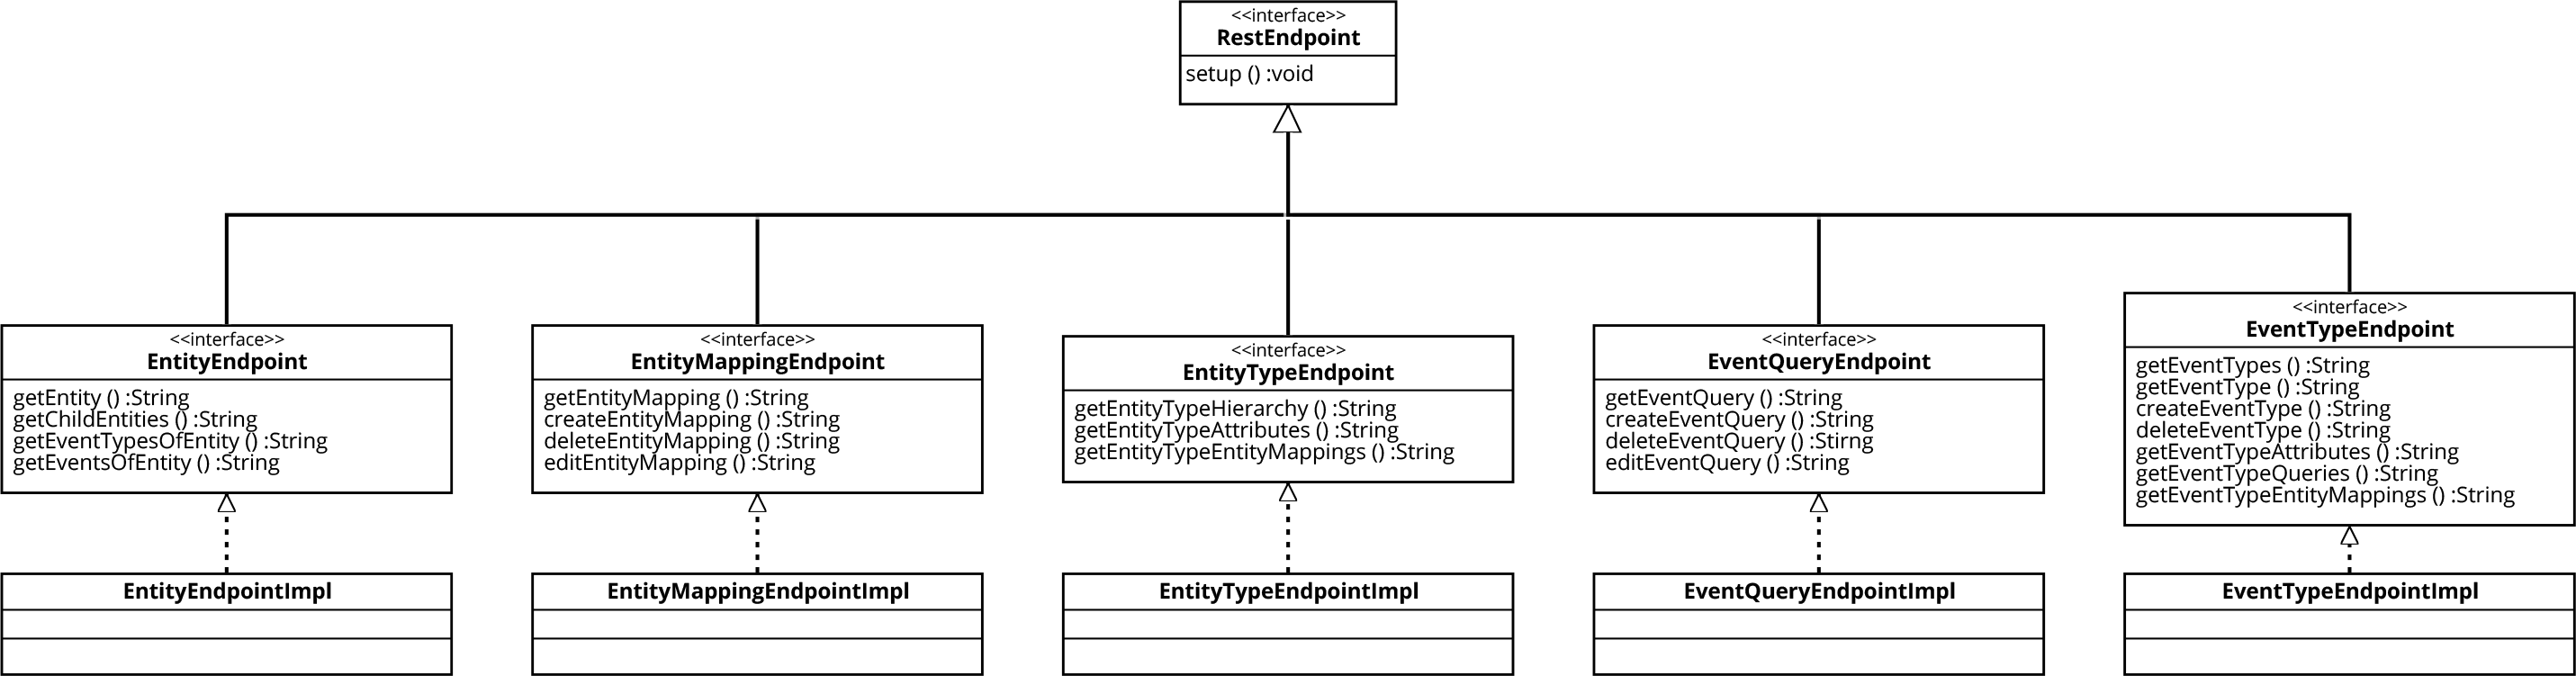 <<interface>>
RestEndpoint
setup () :void
<<interface>>
EntityEndpoint
getEntity () :String
getChildEntities () :String
getEventTypesOfEntity () :String
getEventsOfEntity () :String
<<interface>>
EntityMappingEndpoint
getEntityMapping () :String
createEntityMapping () :String
deleteEntityMapping () :String
editEntityMapping () :String
<<interface>>
EntityTypeEndpoint
getEntityTypeHierarchy () :String
getEntityTypeAttributes () :String
getEntityTypeEntityMappings () :String
<<interface>>
EventQueryEndpoint
getEventQuery () :String
createEventQuery () :String
deleteEventQuery () :Stirng
editEventQuery () :String
<<interface>>
EventTypeEndpoint
getEventTypes () :String
getEventType () :String
createEventType () :String
deleteEventType () :String
getEventTypeAttributes () :String
getEventTypeQueries () :String
getEventTypeEntityMappings () :String
EntityEndpointImpl
EntityMappingEndpointImpl
EntityTypeEndpointImpl
EventQueryEndpointImpl
EventTypeEndpointImpl